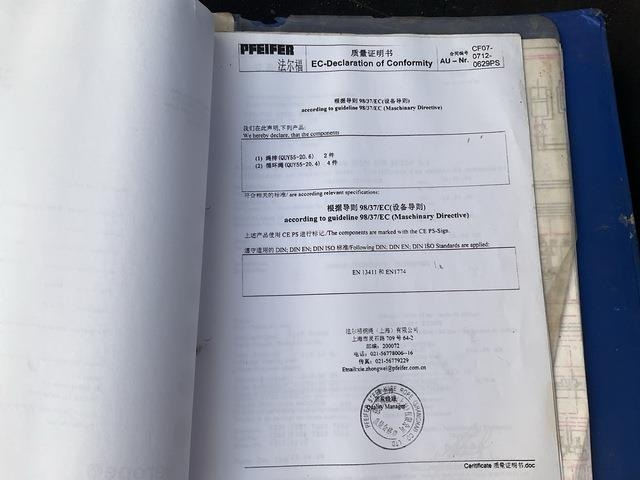 PFEIFER
法尔福
质量证明书
EC-Declaration of Conformity
合同编号
AU – Nr.
CF07-
0712-
0629PS
根据导则 98/37/EC(设备导则)
according to guideline 98/37/EC (Maschinary Directive)
我们在此声明,下列产品:
We hereby declare, that the components
(1) 绳排(QUY55-20.6) 2 件
(2) 循环绳(QUY55-20.4) 4 件
符合相关的标准/ are according relevant specifications:
根据导则 98/37/EC(设备导则)
according to guideline 98/37/EC (Maschinary Directive)
上述产品使用 CE PS 进行标记./The components are marked with the CE PS-Sign.
遵守适用的 DIN; DIN EN; DIN ISO 标准/Following DIN; DIN EN; DIN ISO Standards are applied:
EN 13411 和 EN1774
法尔福钢绳（上海）有限公司
上海市灵石路 709 号 64-2
邮编: 200072
电话: 021-56778006-16
传真: 021-56779229
Email:xie.zhongwei@pfeifer.com.cn
Quality Manager
Ceritificate 质量证明书.doc